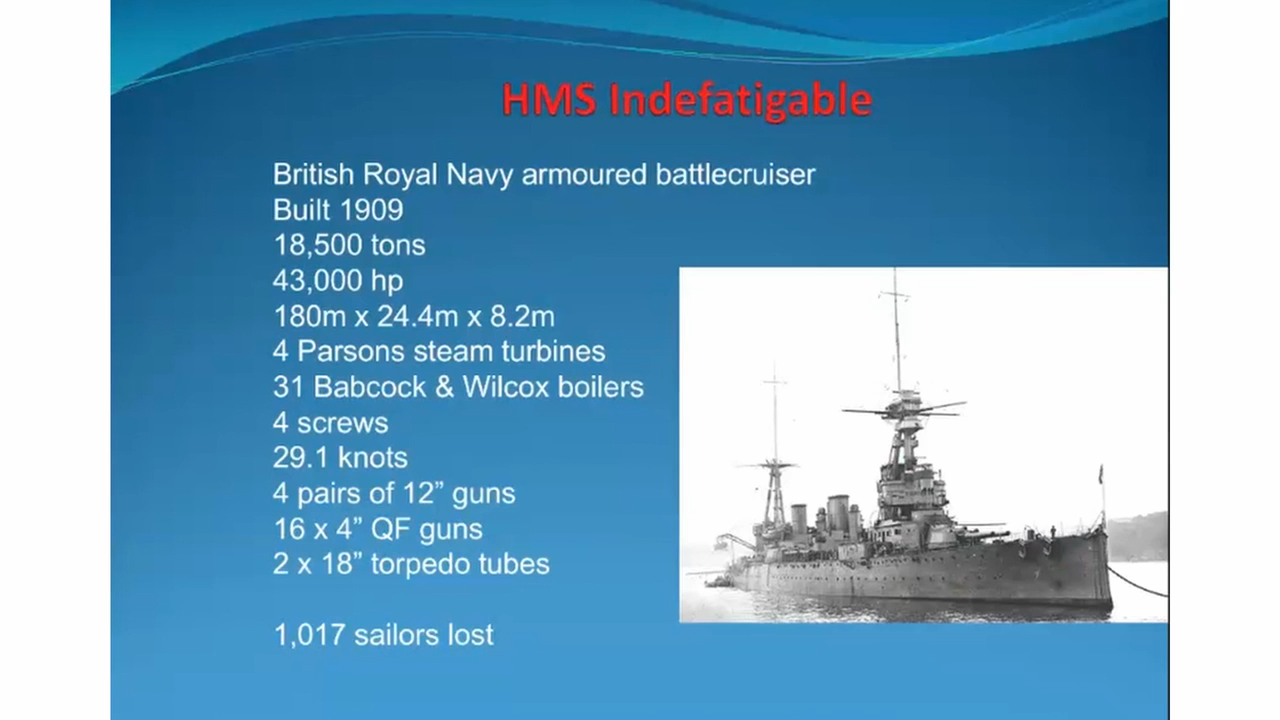 HMS Indefatigable
British Royal Navy armoured battlecruiser
Built 1909
18,500 tons
43,000 hp
180m x 24.4m x 8.2m
4 Parsons steam turbines
31 Babcock & Wilcox boilers
4 screws
29.1 knots
4 pairs of 12” guns
16 x 4” QF guns
2 x 18” torpedo tubes
1,017 sailors lost